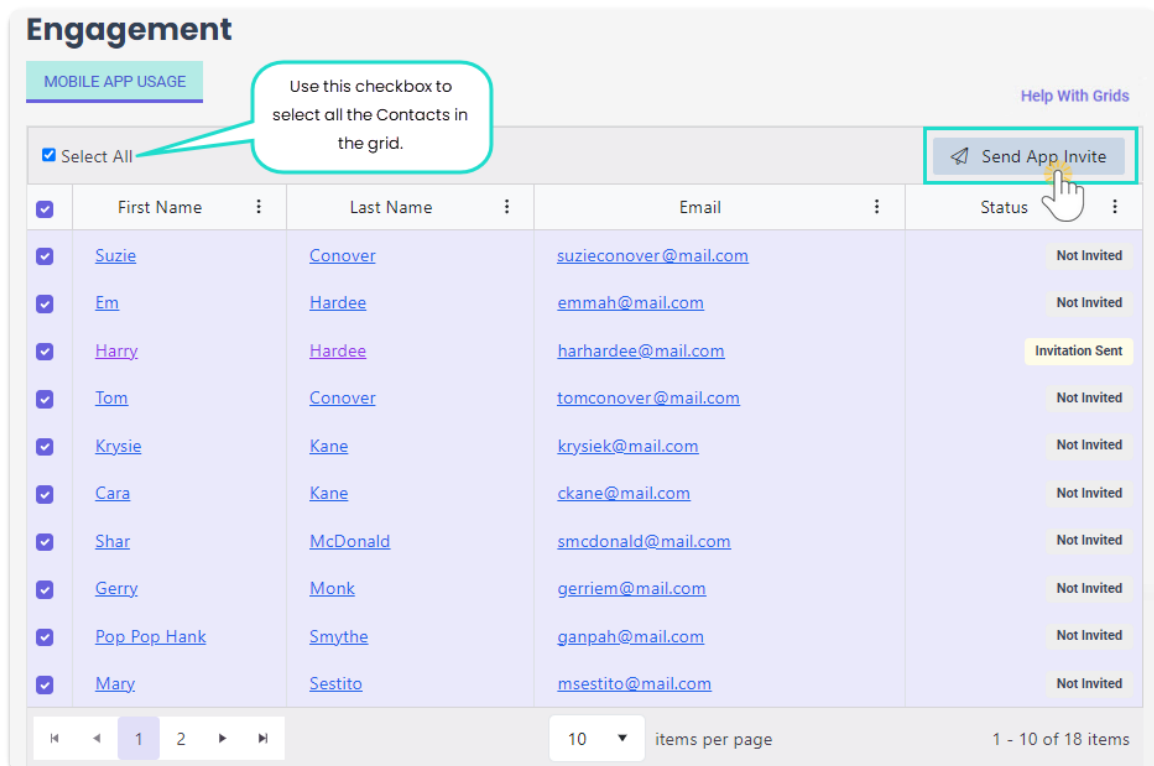 Engagement
MOBILE APP USAGE
Use this checkbox to
select all the Contacts in
the grid.
Help With Grids
Select All
Send App Invite
First Name Last Name Email Status
Suzie Conover suzieconover@mail.com Not Invited
Em Hardee emmah@mail.com Not Invited
Harry Hardee harhardee@mail.com Invitation Sent
Tom Conover tomconover@mail.com Not Invited
Krysie Kane krysiek@mail.com Not Invited
Cara Kane ckane@mail.com Not Invited
Shar McDonald smcdonald@mail.com Not Invited
Gerry Monk gerriem@mail.com Not Invited
Pop Pop Hank Smythe ganpah@mail.com Not Invited
Mary Sestito msestito@mail.com Not Invited
1 2 10 items per page 1 - 10 of 18 items